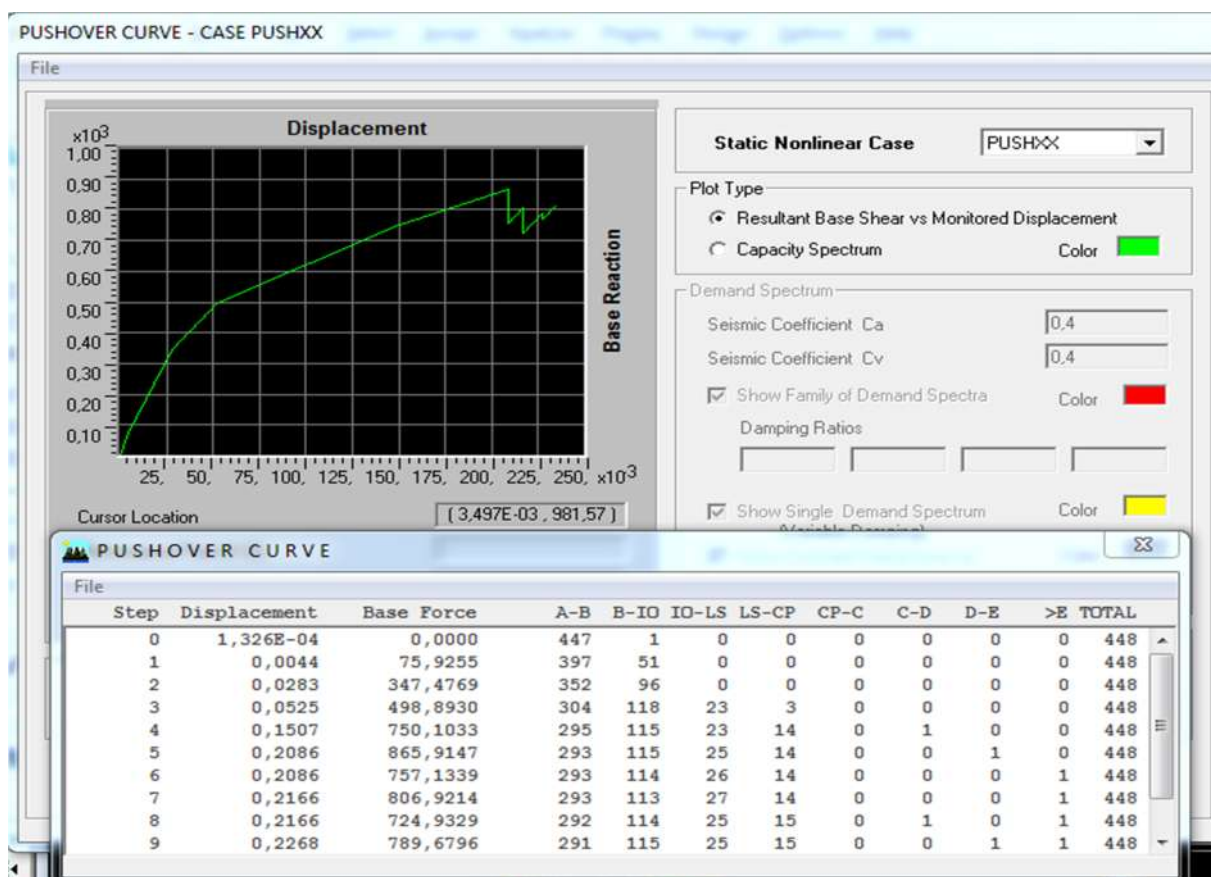 PUSHOVER CURVE - CASE PUSHXX
File
Displacement
x10³
1,00
0,90
0,80
0,70
0,60
0,50
0,40
0,30
0,20
0,10
25, 50, 75, 100, 125, 150, 175, 200, 225, 250, x10⁻³
Base Reaction
Cursor Location (3,497E-03 , 981,57)
Static Nonlinear Case PUSHXX
Plot Type
Resultant Base Shear vs Monitored Displacement
Capacity Spectrum Color
Demand Spectrum
Seismic Coefficient Ca 0,4
Seismic Coefficient Cv 0,4
Show Family of Demand Spectra Color
Damping Ratios
Show Single Demand Spectrum Color
PUSHOVER CURVE
File
Step Displacement Base Force A-B B-IO IO-LS LS-CP CP-C C-D D-E >E TOTAL
0 1,326E-04 0,0000 447 1 0 0 0 0 0 0 448
1 0,0044 75,9255 397 51 0 0 0 0 0 0 448
2 0,0283 347,4769 352 96 0 0 0 0 0 0 448
3 0,0525 498,8930 304 118 23 3 0 0 0 0 448
4 0,1507 750,1033 295 115 23 14 0 1 0 0 448
5 0,2086 865,9147 293 115 25 14 0 0 1 0 448
6 0,2086 757,1339 293 114 26 14 0 0 0 1 448
7 0,2166 806,9214 293 113 27 14 0 0 0 1 448
8 0,2166 724,9329 292 114 25 15 0 1 0 1 448
9 0,2268 789,6796 291 115 25 15 0 0 1 1 448